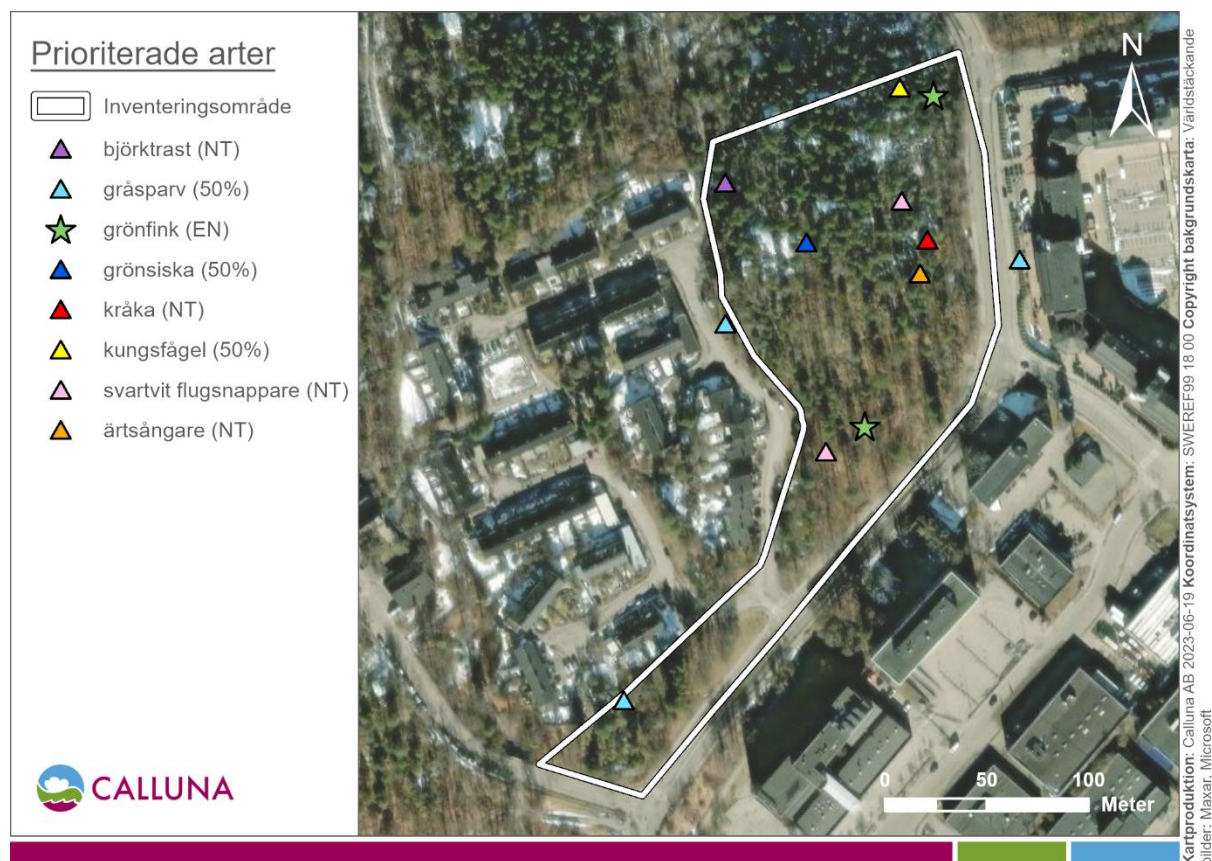 Prioriterade arter
Inventeringsområde
björktrast (NT)
gråsparv (50%)
grönfink (EN)
grönsiska (50%)
kråka (NT)
kungsfågel (50%)
svartvit flugsnappare (NT)
ärtsångare (NT)
CALLUNA
N
0 50 100
Meter
Kartproduktion: Calluna AB 2023-06-19 Koordinatsystem: SWEREF99 18 00 Copyright bakgrundskarta: Världstäckande
bilder: Maxar, Microsoft